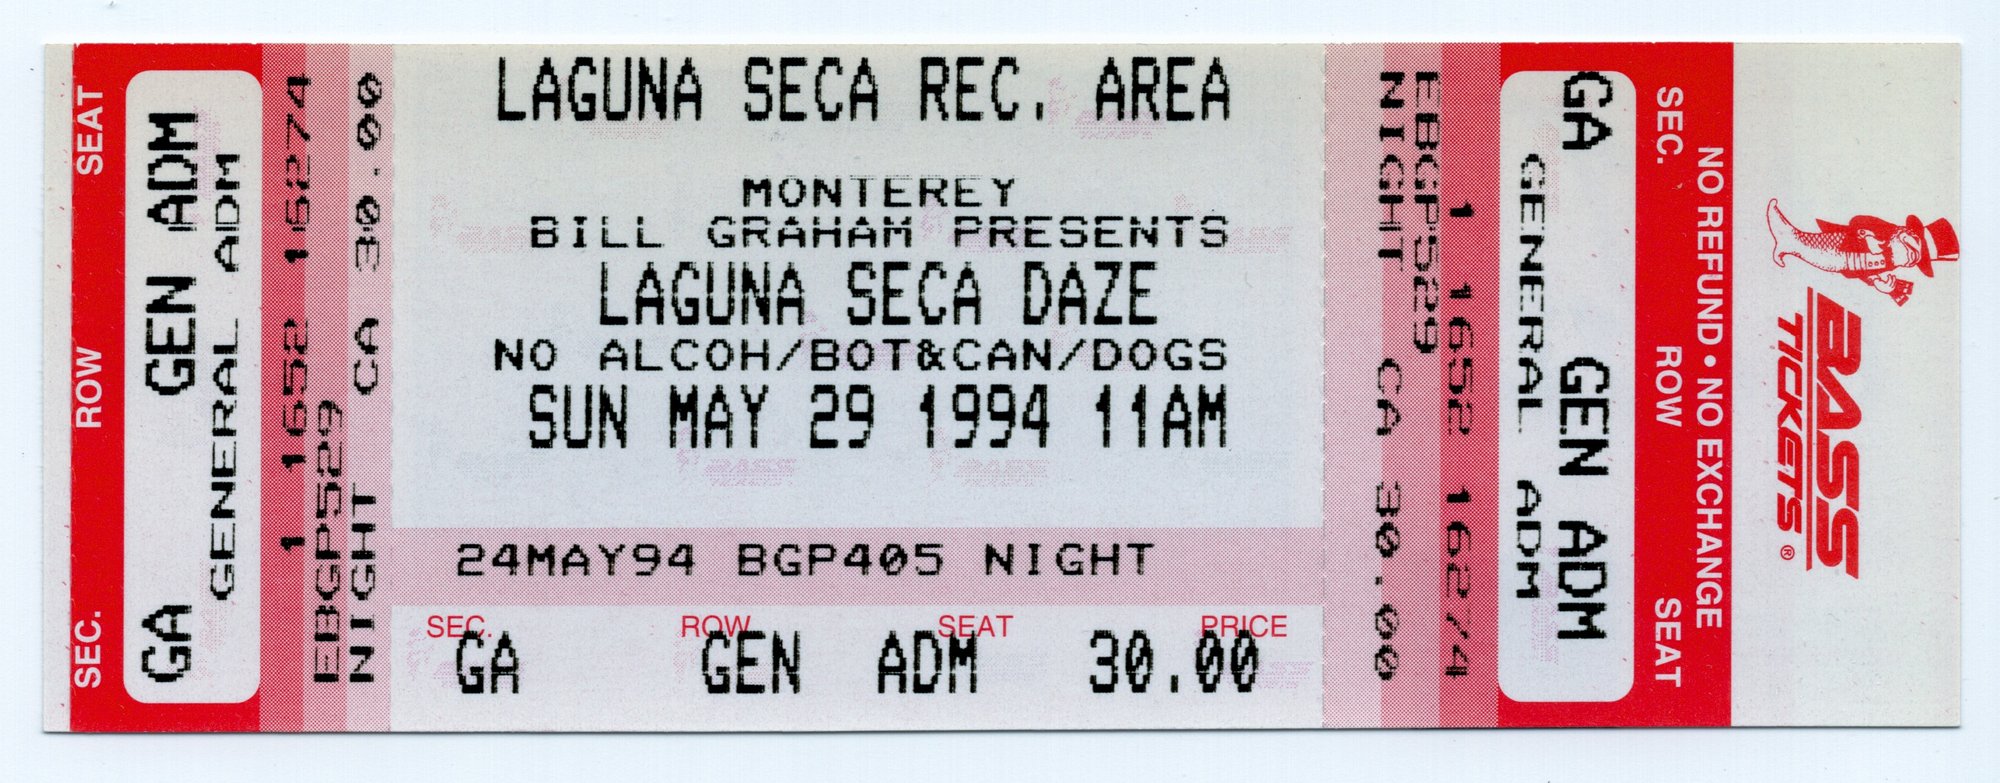 SEC. ROW SEAT
GA GEN ADM
GENERAL ADM
1 1652 16274
EBGP529
NIGHT CA 30.00
LAGUNA SECA REC. AREA
MONTEREY
BILL GRAHAM PRESENTS
LAGUNA SECA DAZE
NO ALCOH/BOT&CAN/DOGS
SUN MAY 29 1994 11AM
24MAY94 BGP405 NIGHT
SEC. ROW SEAT PRICE
GA GEN ADM 30.00
NIGHT CA 30.00
EBGP529
1 1652 16274
GENERAL ADM
GA GEN ADM
SEC. ROW SEAT
NO REFUND • NO EXCHANGE
BASS
TICKETS®